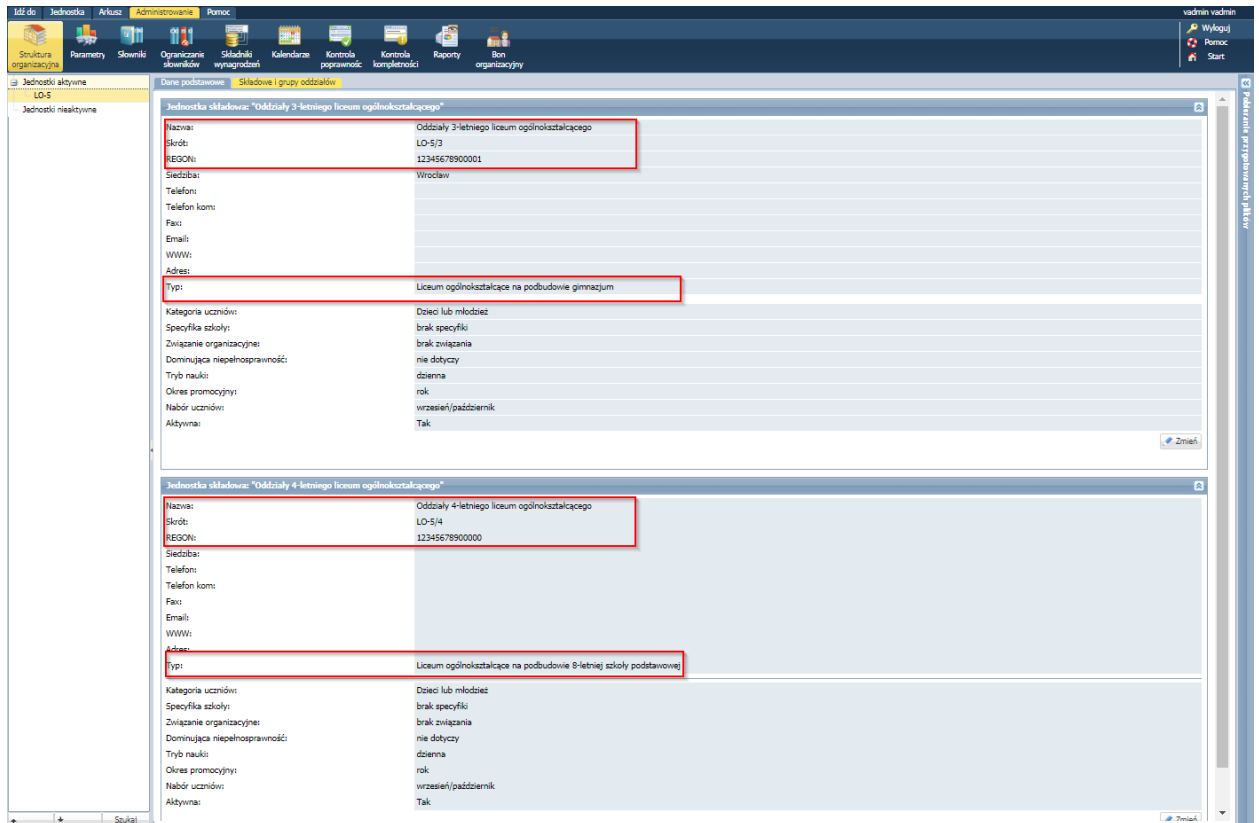 Idź do Jednostka Arkusz Administrowanie Pomoc vadmin vadmin
Struktura organizacyjna Parametry Słowniki Ograniczanie słowników Składniki wynagrodzeń Kalendarze Kontrola poprawnośc Kontrola kompletności Raporty Bon organizacyjny
Wyloguj
Pomoc
Start
Jednostki aktywne
LO-5
Jednostki nieaktywne
Dane podstawowe Składowe i grupy oddziałów
Pobieranie przygotowanych plików
Jednostka składowa: "Oddziały 3-letniego liceum ogólnokształcącego"
Nazwa: Oddziały 3-letniego liceum ogólnokształcącego
Skrót: LO-5/3
REGON: 12345678900001
Siedziba: Wrocław
Telefon:
Telefon kom:
Fax:
Email:
WWW:
Adres:
Typ: Liceum ogólnokształcące na podbudowie gimnazjum
Kategoria uczniów: Dzieci lub młodzież
Specyfika szkoły: brak specyfiki
Związanie organizacyjne: brak związania
Dominująca niepełnosprawność: nie dotyczy
Tryb nauki: dzienna
Okres promocyjny: rok
Nabór uczniów: wrzesień/październik
Aktywna: Tak
Zmień
Jednostka składowa: "Oddziały 4-letniego liceum ogólnokształcącego"
Nazwa: Oddziały 4-letniego liceum ogólnokształcącego
Skrót: LO-5/4
REGON: 12345678900000
Siedziba:
Telefon:
Telefon kom:
Fax:
Email:
WWW:
Adres:
Typ: Liceum ogólnokształcące na podbudowie 8-letniej szkoły podstawowej
Kategoria uczniów: Dzieci lub młodzież
Specyfika szkoły: brak specyfiki
Związanie organizacyjne: brak związania
Dominująca niepełnosprawność: nie dotyczy
Tryb nauki: dzienna
Okres promocyjny: rok
Nabór uczniów: wrzesień/październik
Aktywna: Tak
Zmień
Szukaj